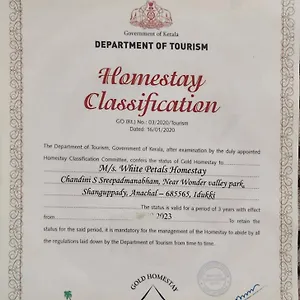 Government of Kerala
DEPARTMENT OF TOURISM
Homestay
Classification
GO (Rt.) No.: 03/2020/Tourism
Dated: 16/01/2020
The Department of Tourism, Government of Kerala, after examination by the duly appointed
Homestay Classification Committee, confers the status of Gold Homestay to
M/s. White Petals Homestay
Chandini S Sreepadmanabham, Near Wonder valley park,
Shanguppady, Anachal – 685565, Idukki
The status is valid for a period of 3 years with effect
from 2023 To retain the
status for the said period, it is mandatory for the management of the Homestay to abide by all
the regulations laid down by the Department of Tourism from time to time.
GOLD HOMESTAY